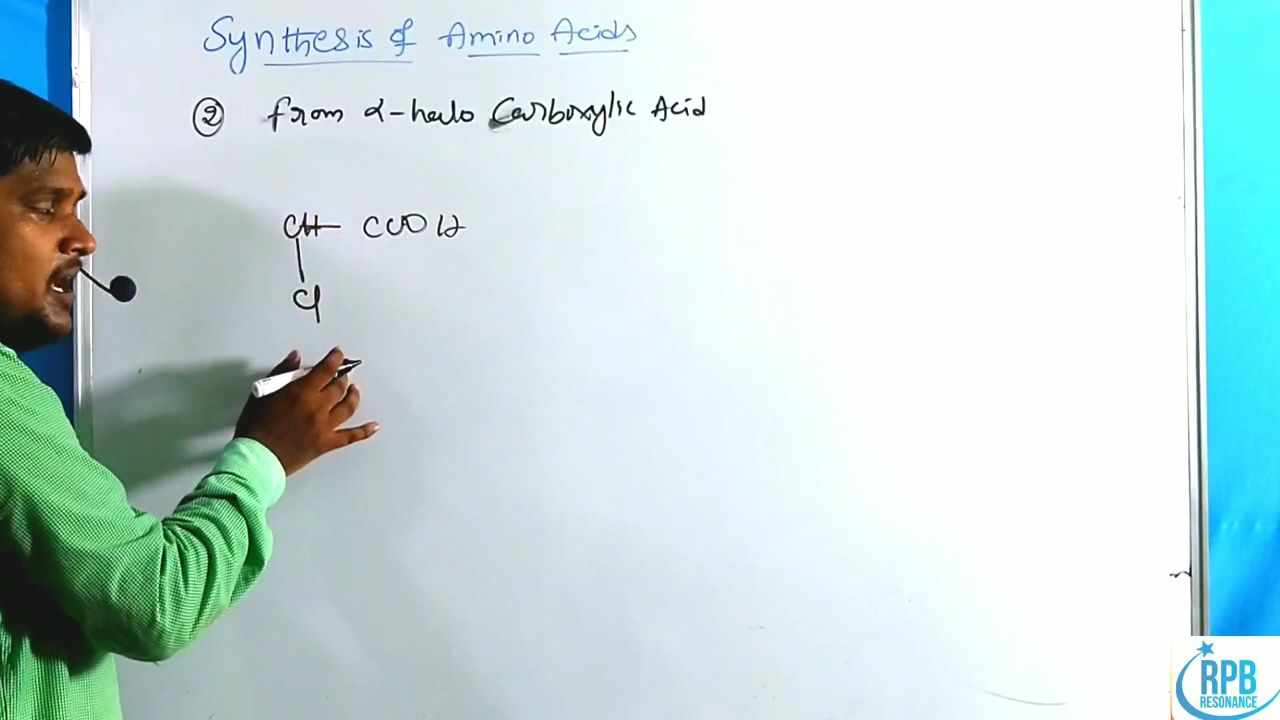 Synthesis of Amino Acids
② from α-halo Carboxylic Acid
CH— COOH
|
Cl
RPB
RESONANCE